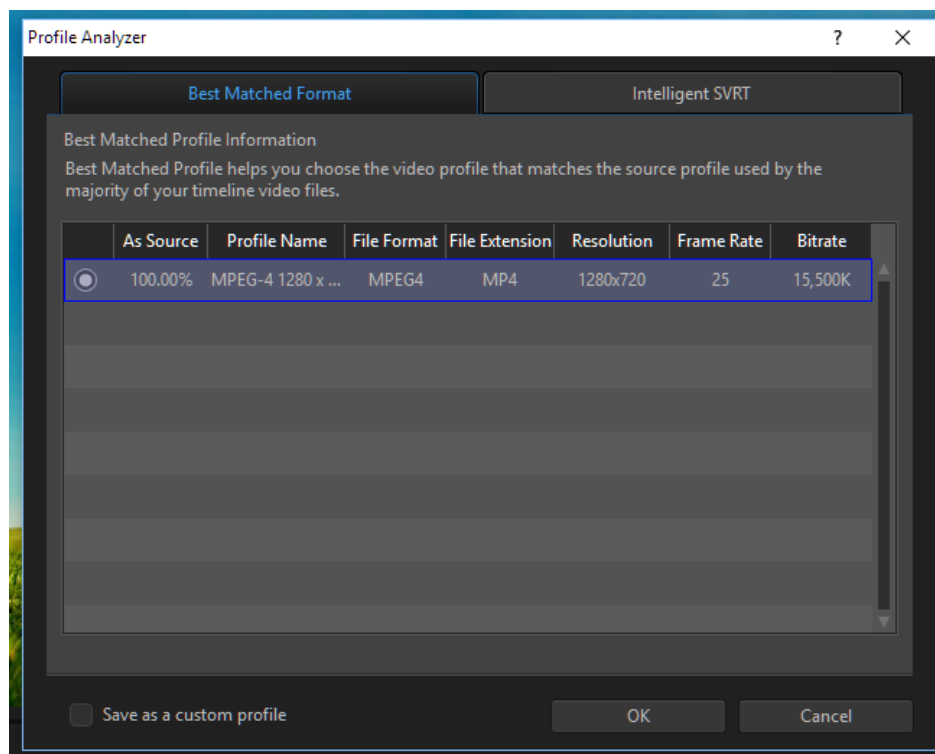 Profile Analyzer ? ×
Best Matched Format Intelligent SVRT
Best Matched Profile Information
Best Matched Profile helps you choose the video profile that matches the source profile used by the
majority of your timeline video files.
As Source Profile Name File Format File Extension Resolution Frame Rate Bitrate
100.00% MPEG-4 1280 x ... MPEG4 MP4 1280x720 25 15,500K
Save as a custom profile OK Cancel